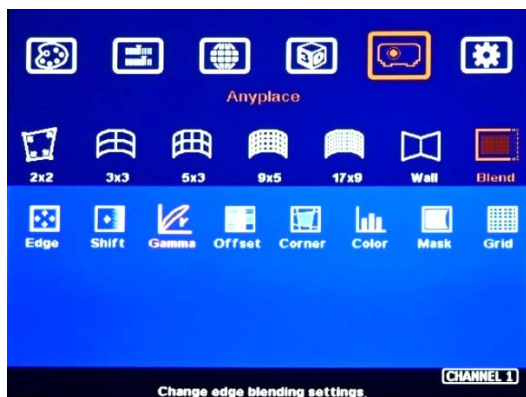 Anyplace
2x2 3x3 5x3 9x5 17x9 Wall Blend
Edge Shift Gamma Offset Corner Color Mask Grid
CHANNEL 1
Change edge blending settings.